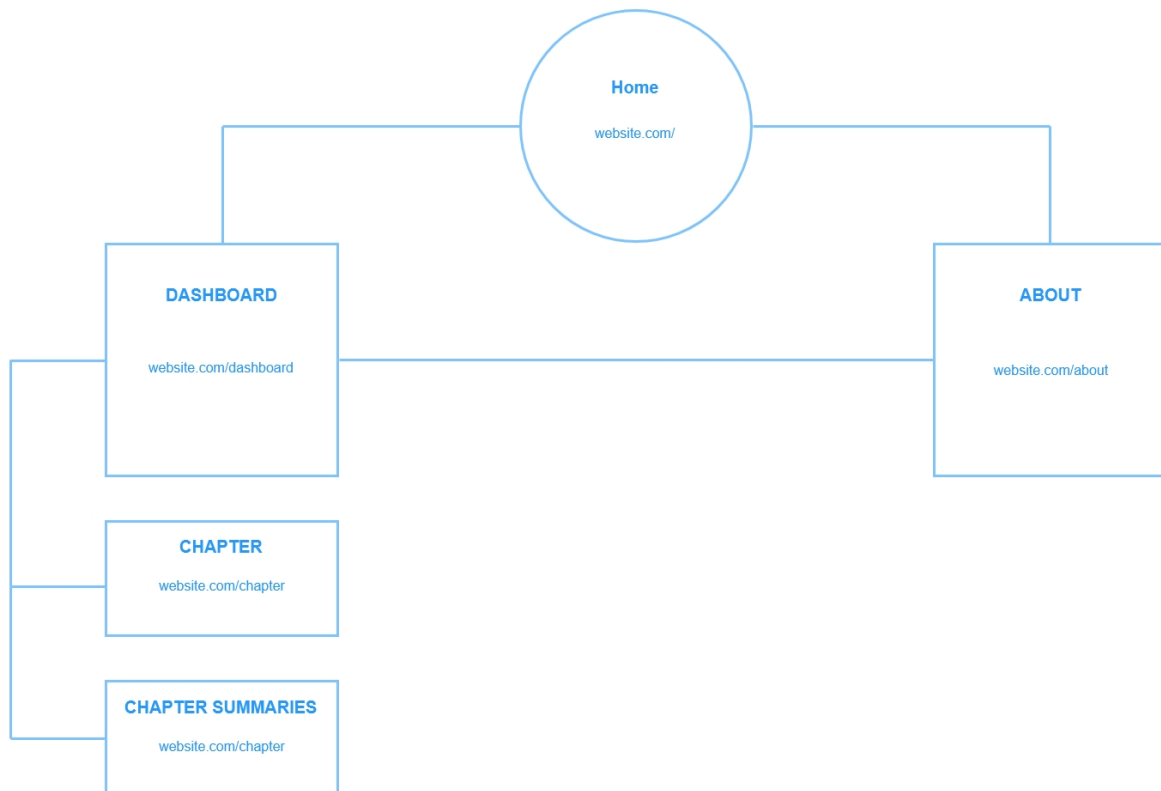 Home
website.com/
DASHBOARD
website.com/dashboard
ABOUT
website.com/about
CHAPTER
website.com/chapter
CHAPTER SUMMARIES
website.com/chapter